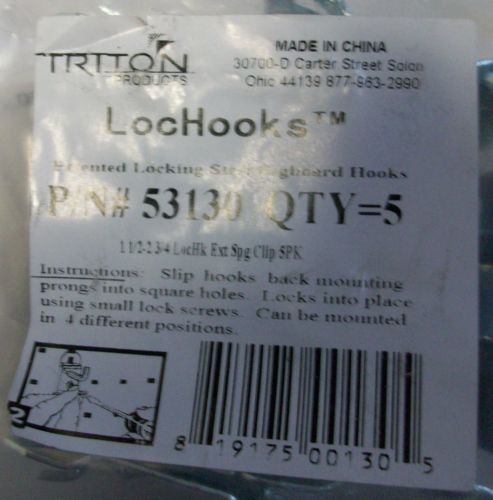 TRITON
PRODUCTS
MADE IN CHINA
30700-D Carter Street Solon
Ohio 44139 877-963-2990
LocHooks™
Patented Locking Steel Pegboard Hooks
P/N# 53130 QTY=5
1 1/2-2 3/4 LocHk Ext Spg Clip 5PK
Instructions: Slip hooks back mounting
prongs into square holes. Locks into place
using small lock screws. Can be mounted
in 4 different positions.
2
8 19175 00130 5